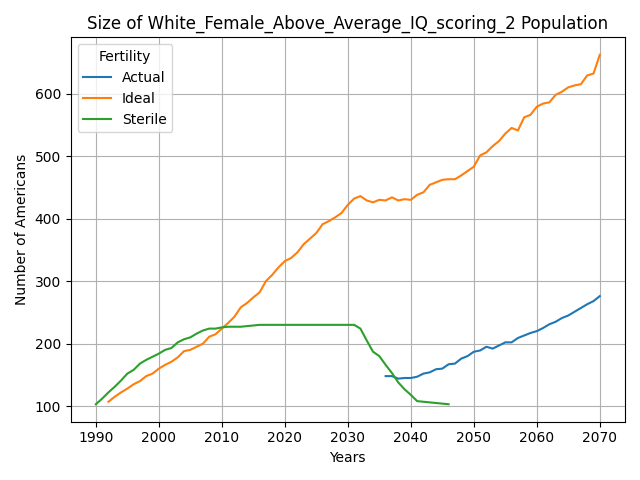 Size of White_Female_Above_Average_IQ_scoring_2 Population
Fertility
Actual
Ideal
Sterile
Number of Americans
600
500
400
300
200
100
1990 2000 2010 2020 2030 2040 2050 2060 2070
Years